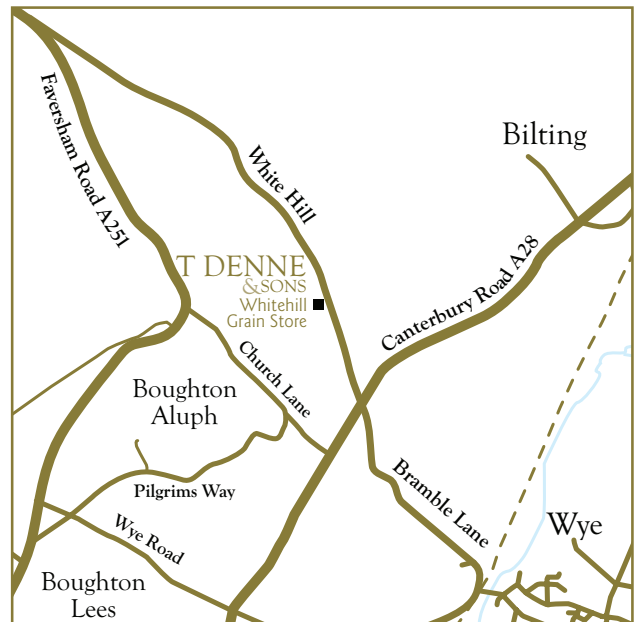 Faversham Road A251
White Hill
Bilting
T DENNE
& SONS
Whitehill
Grain Store
Canterbury Road A28
Church Lane
Boughton
Aluph
Pilgrims Way
Bramble Lane
Wye Road
Wye
Boughton
Lees